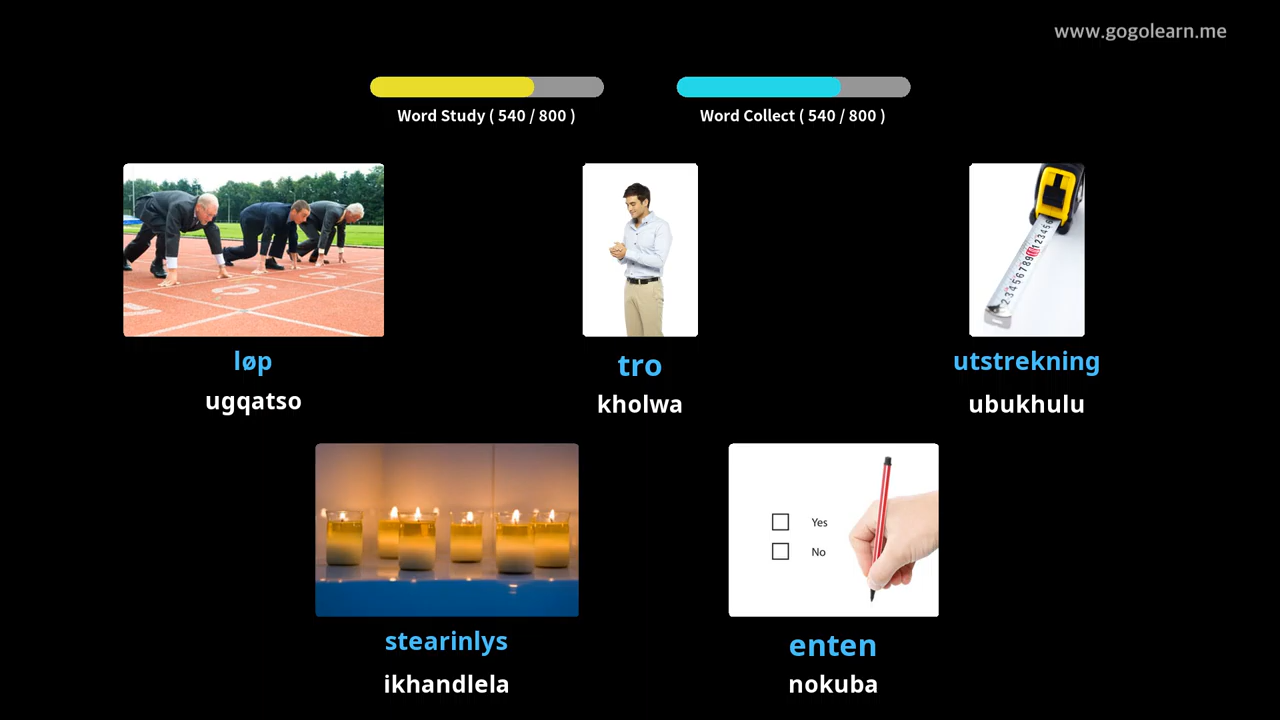 www.gogolearn.me
Word Study ( 540 / 800 )
Word Collect ( 540 / 800 )
løp
ugqatso
tro
kholwa
utstrekning
ubukhulu
Yes
No
stearinlys
ikhandlela
enten
nokuba